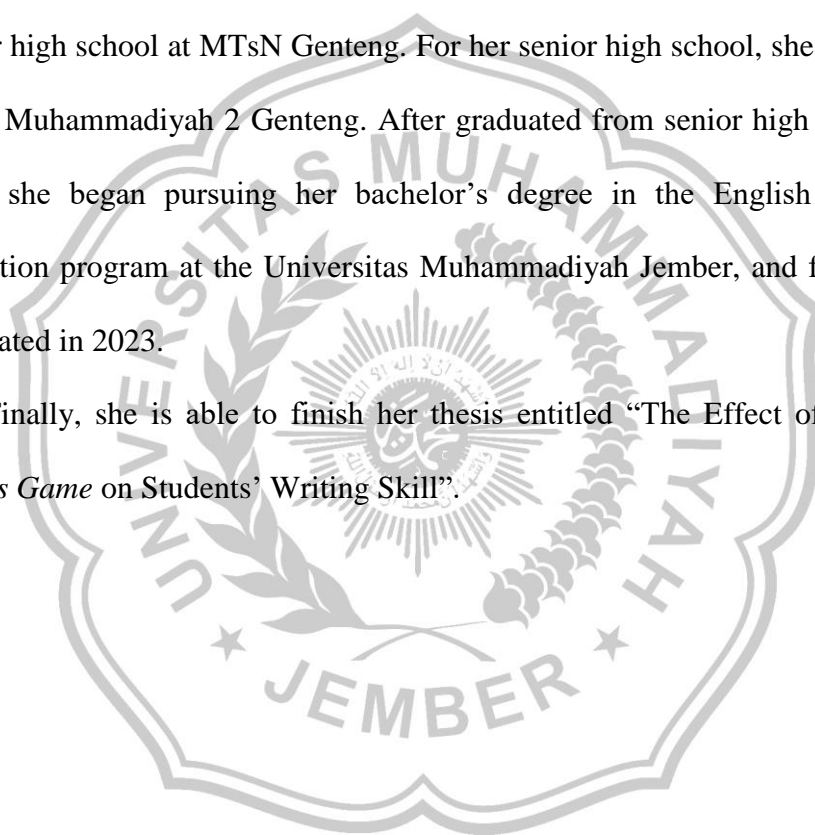 r high school at MTsN Genteng. For her senior high school, she
Muhammadiyah 2 Genteng. After graduated from senior high
she began pursuing her bachelor’s degree in the English
tion program at the Universitas Muhammadiyah Jember, and f
ated in 2023.
inally, she is able to finish her thesis entitled “The Effect of
s Game on Students’ Writing Skill”.
UNIVERSITAS MUHAMMADIYAH
JEMBER